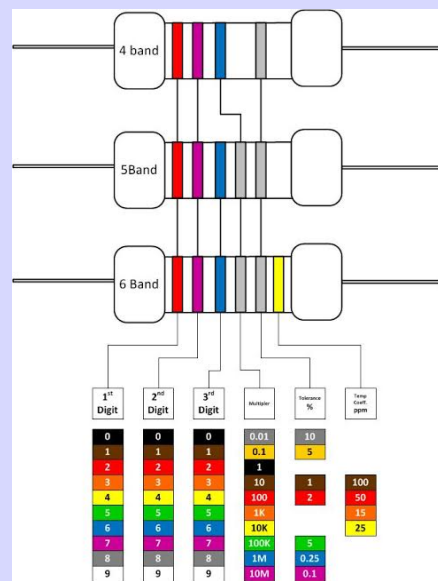 4 band
5Band
6 Band
1st Digit
2nd Digit
3rd Digit
Multiplier
Tolerance %
Temp Coeff. ppm
0 0 0 0.01 10
1 1 1 0.1 5
2 2 2 1
3 3 3 10 1 100
4 4 4 100 2 50
5 5 5 1K 15
6 6 6 10K 25
7 7 7 100K 5
8 8 8 1M 0.25
9 9 9 10M 0.1